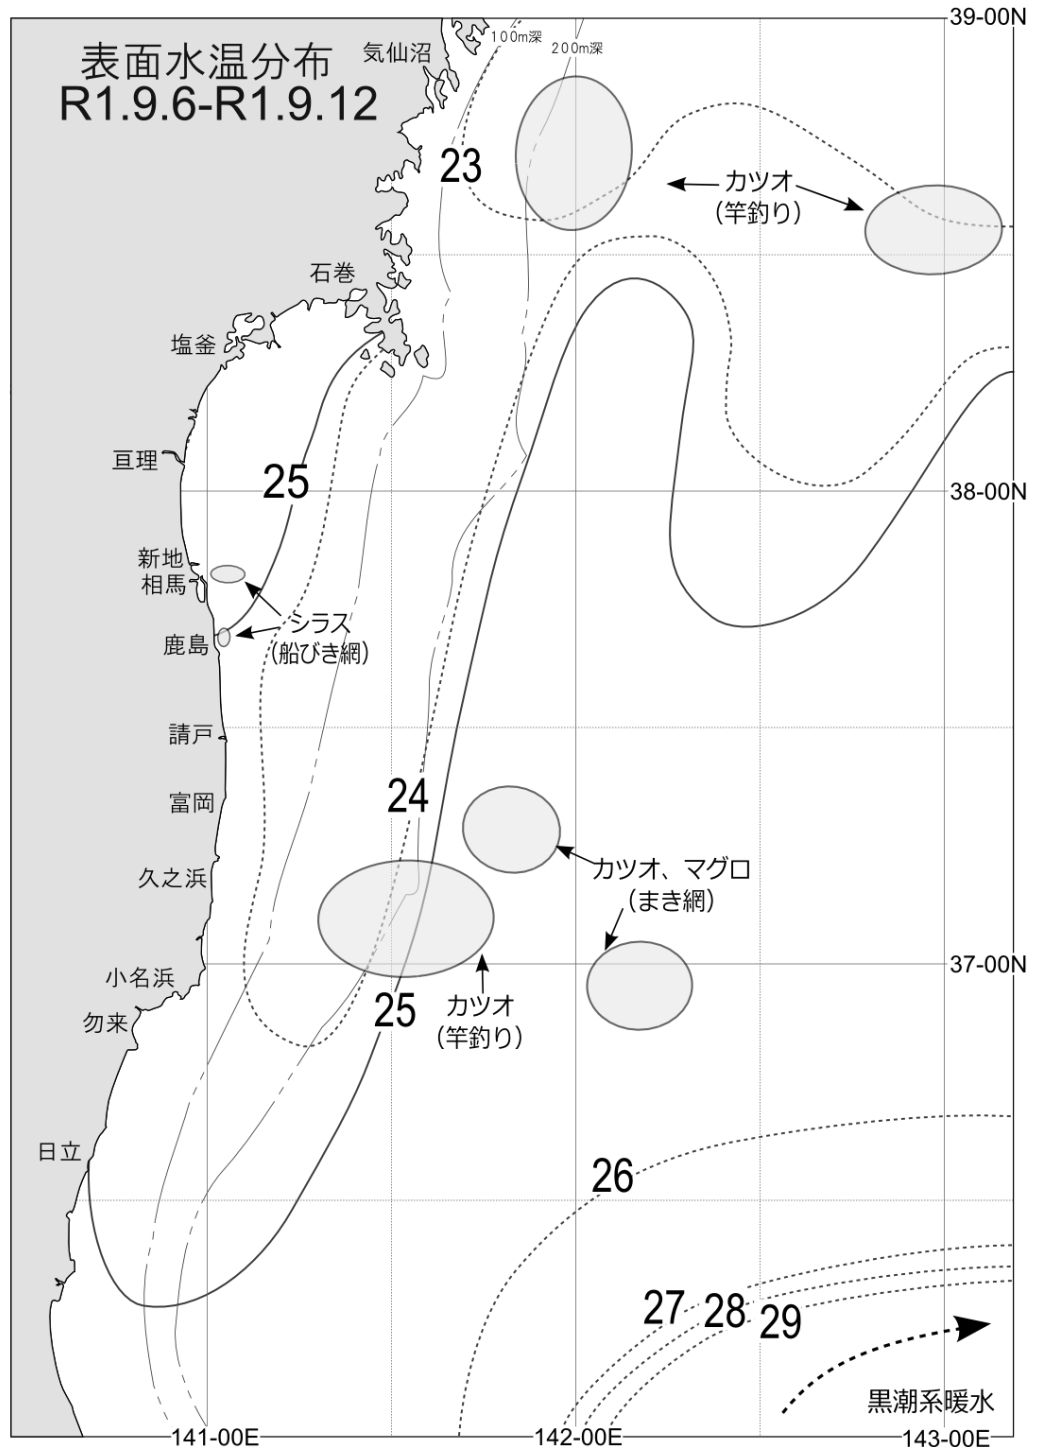 39-00N
100m深
200m深
気仙沼
表面水温分布
R1.9.6-R1.9.12
23
カツオ
(竿釣り)
石巻
塩釜
亘理
25
38-00N
新地
相馬
シラス
(船びき網)
鹿島
請戸
24
富岡
カツオ、マグロ
(まき網)
久之浜
37-00N
小名浜
25
カツオ
(竿釣り)
勿来
日立
26
27
28
29
黒潮系暖水
141-00E
142-00E
143-00E